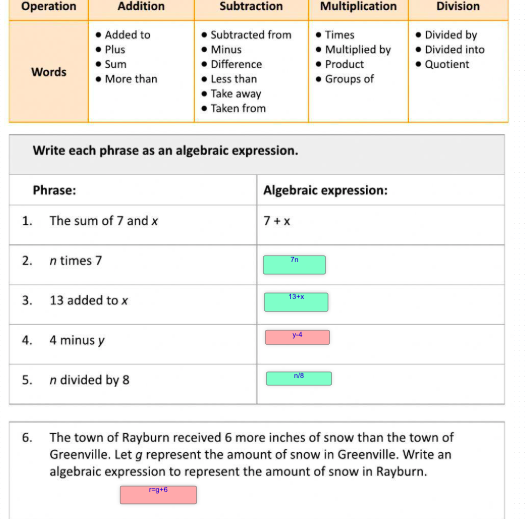 Operation Addition Subtraction Multiplication Division
Words
• Added to
• Plus
• Sum
• More than
• Subtracted from
• Minus
• Difference
• Less than
• Take away
• Taken from
• Times
• Multiplied by
• Product
• Groups of
• Divided by
• Divided into
• Quotient
Write each phrase as an algebraic expression.
Phrase: Algebraic expression:
1. The sum of 7 and x 7 + x
2. n times 7 7n
3. 13 added to x 13+x
4. 4 minus y y-4
5. n divided by 8 n/8
6. The town of Rayburn received 6 more inches of snow than the town of
Greenville. Let g represent the amount of snow in Greenville. Write an
algebraic expression to represent the amount of snow in Rayburn.
r=g+6